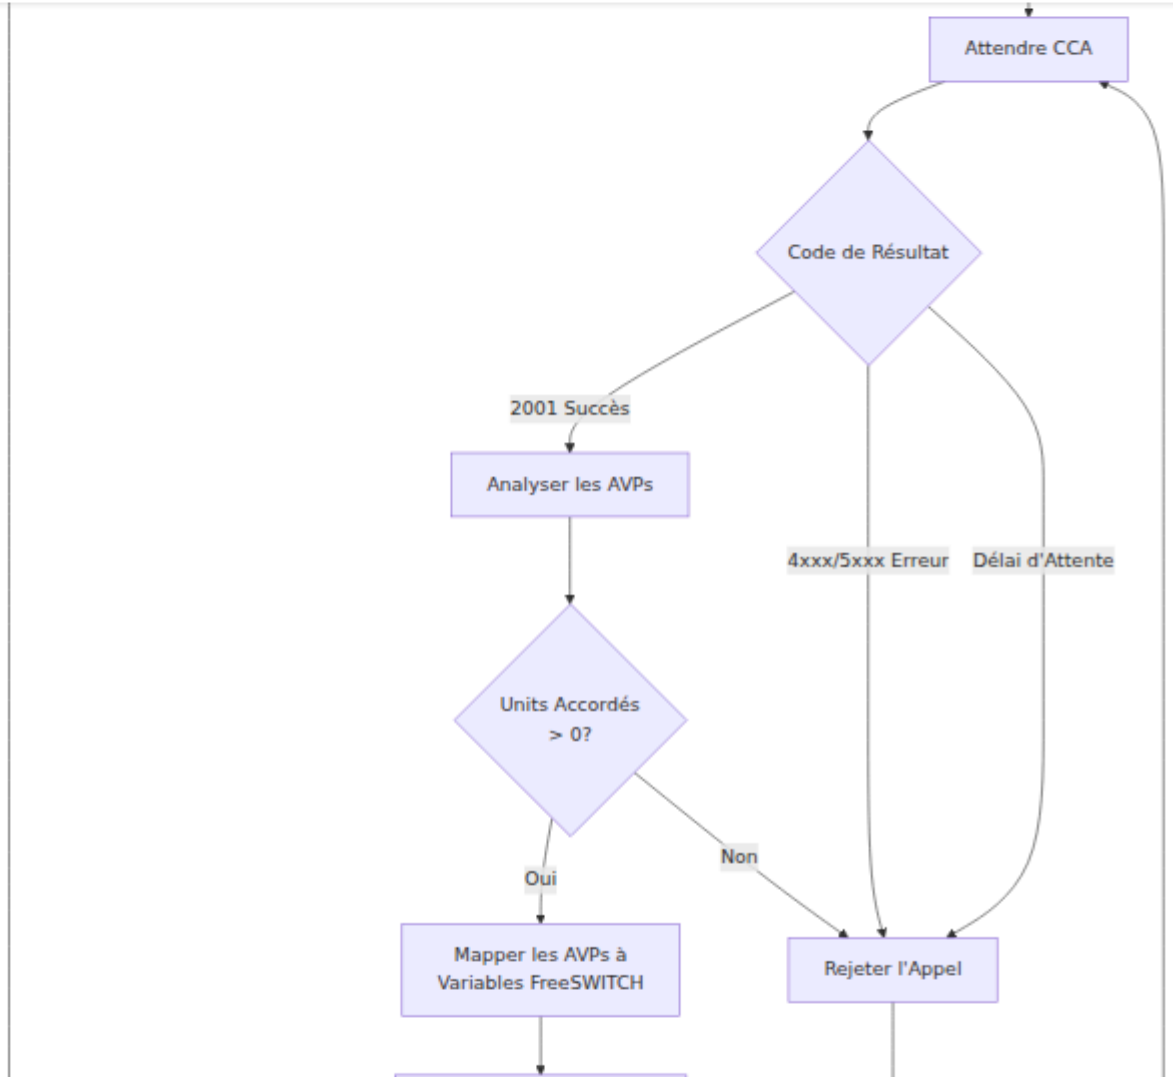 Attendre CCA
Code de Résultat
2001 Succès
Analyser les AVPs
4xxx/5xxx Erreur
Délai d'Attente
Units Accordés
> 0?
Non
Oui
Mapper les AVPs à
Variables FreeSWITCH
Rejeter l'Appel